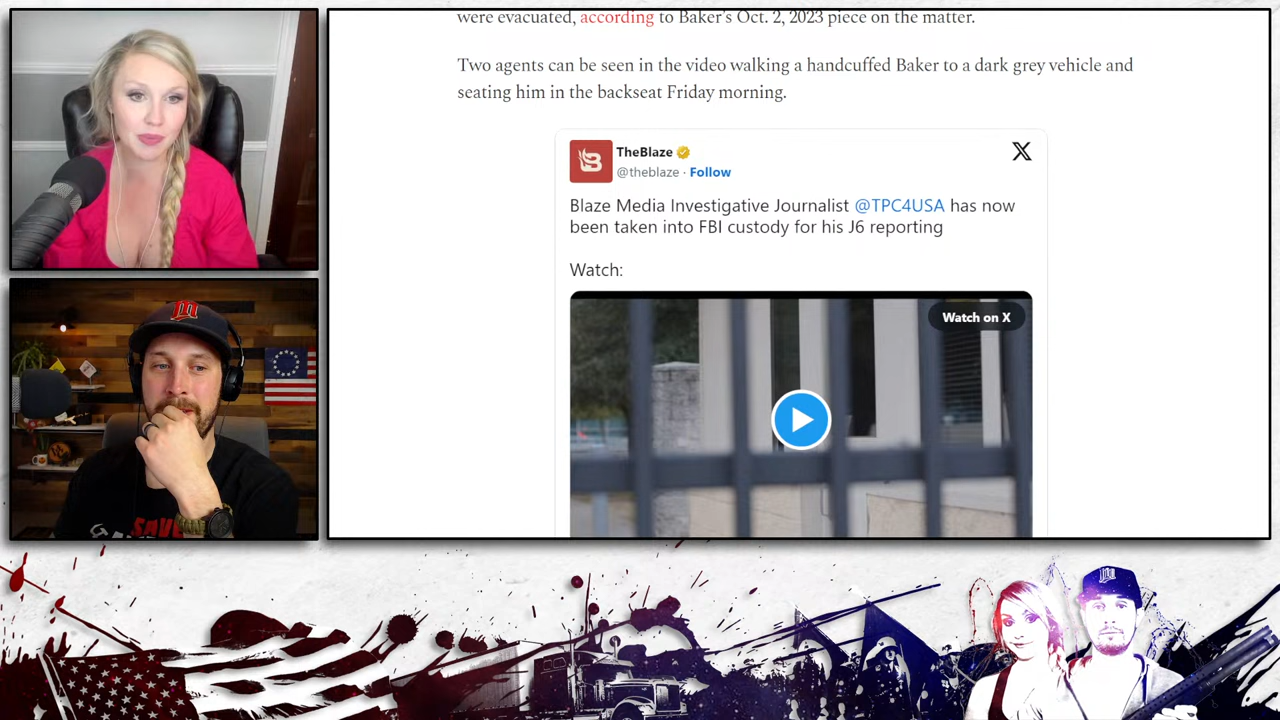 were evacuated, according to Baker's Oct. 2, 2023 piece on the matter.
Two agents can be seen in the video walking a handcuffed Baker to a dark grey vehicle and
seating him in the backseat Friday morning.
TheBlaze
@theblaze · Follow
Blaze Media Investigative Journalist @TPC4USA has now
been taken into FBI custody for his J6 reporting
Watch:
Watch on X